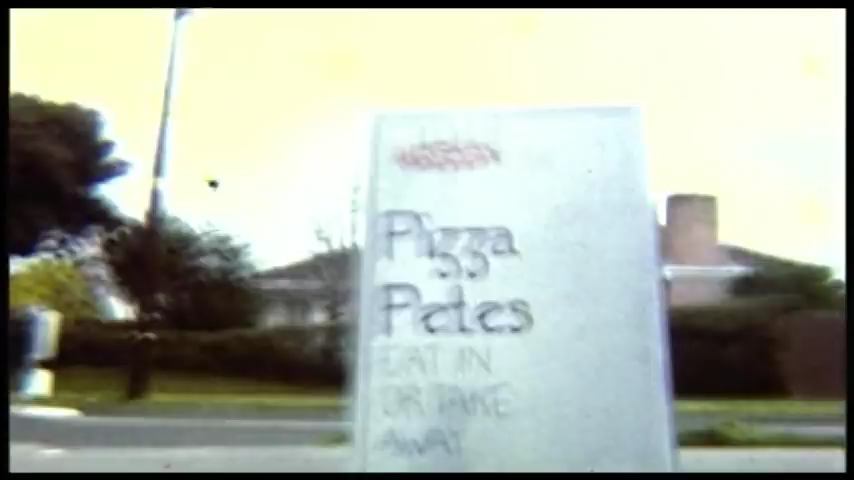 Pizza
Petes
EAT IN
OR TAKE
AWAY